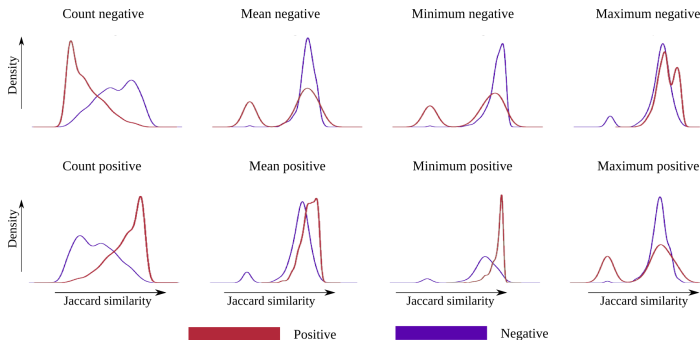 Count negative
Mean negative
Minimum negative
Maximum negative
Density
Count positive
Mean positive
Minimum positive
Maximum positive
Density
Jaccard similarity
Jaccard similarity
Jaccard similarity
Jaccard similarity
Positive
Negative